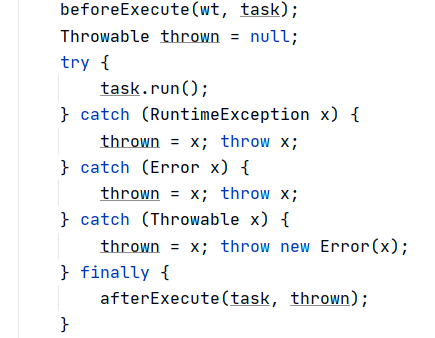 beforeExecute(wt, task);
Throwable thrown = null;
try {
task.run();
} catch (RuntimeException x) {
thrown = x; throw x;
} catch (Error x) {
thrown = x; throw x;
} catch (Throwable x) {
thrown = x; throw new Error(x);
} finally {
afterExecute(task, thrown);
}